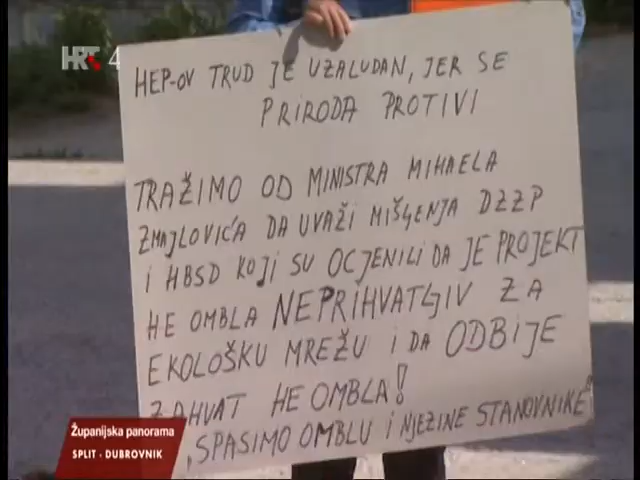 HRT 4
HEP-OV TRUD JE UZALUDAN, JER SE
PRIRODA PROTIVI
TRAŽIMO OD MINISTRA MIHAELA
ZMAJLOVIĆA DA UVAŽI MIŠLJENJA DZZP
I HBSD KOJI SU OCJENILI DA JE PROJEKT
HE OMBLA NEPRIHVATLJIV ZA
EKOLOŠKU MREŽU I DA ODBIJE
ZAHVAT HE OMBLA!
"SPASIMO OMBLU I NJEZINE STANOVNIKE"
Županijska panorama
SPLIT - DUBROVNIK